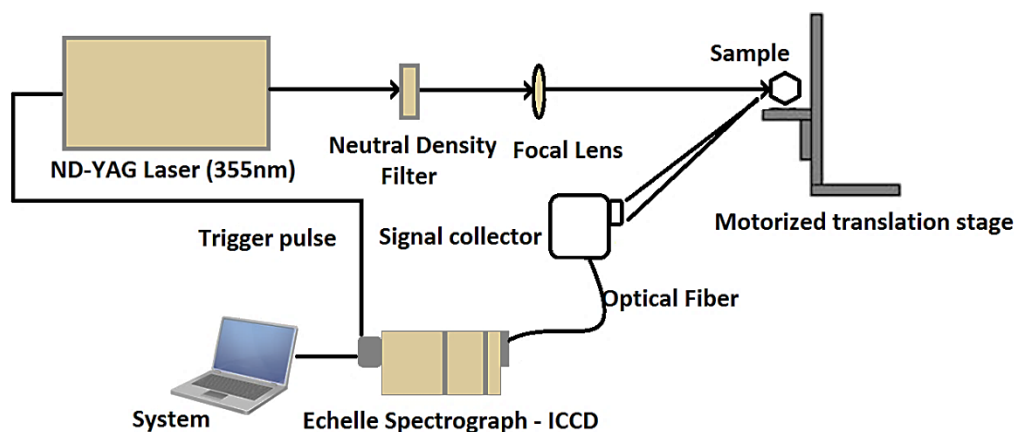 Sample
ND-YAG Laser (355nm)
Neutral Density
Filter
Focal Lens
Motorized translation stage
Trigger pulse
Signal collector
Optical Fiber
System
Echelle Spectrograph - ICCD